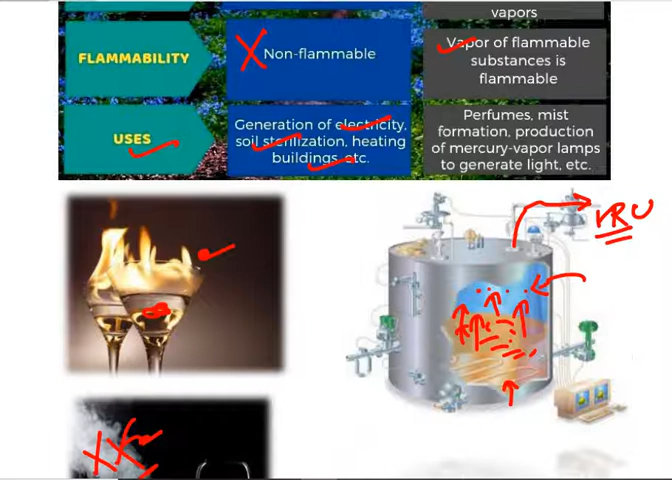 vapors
FLAMMABILITY
Non-flammable
Vapor of flammable
substances is
flammable
USES
Generation of electricity,
soil sterilization, heating
buildings, etc.
Perfumes, mist
formation, production
of mercury-vapor lamps
to generate light, etc.
VRU